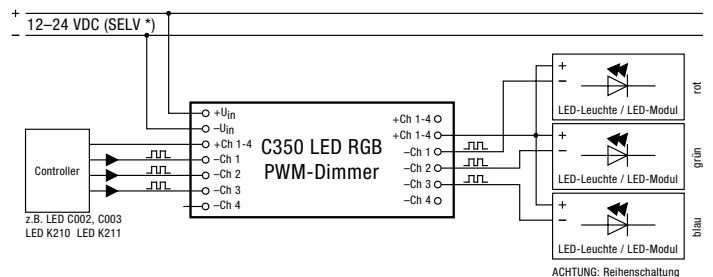 +
12–24 VDC (SELV *)
–
+Uin
–Uin
+Ch 1-4
–Ch 1
–Ch 2
–Ch 3
–Ch 4
C350 LED RGB
PWM-Dimmer
+Ch 1-4
+Ch 1-4
–Ch 1
–Ch 2
–Ch 3
–Ch 4
Controller
z.B. LED C002, C003
LED K210 LED K211
+
–
LED-Leuchte / LED-Modul
rot
+
–
LED-Leuchte / LED-Modul
grün
+
–
LED-Leuchte / LED-Modul
blau
ACHTUNG: Reihenschaltung